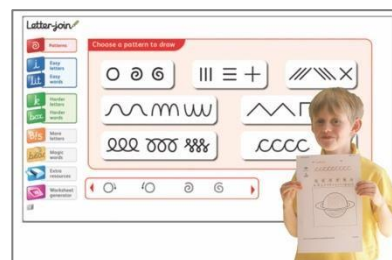 Letter-join
Choose a pattern to draw
Patterns
Easy
letters
Easy
words
Harder
letters
Harder
words
More
letters
Magic
words
Extra
resources
Worksheet
generator